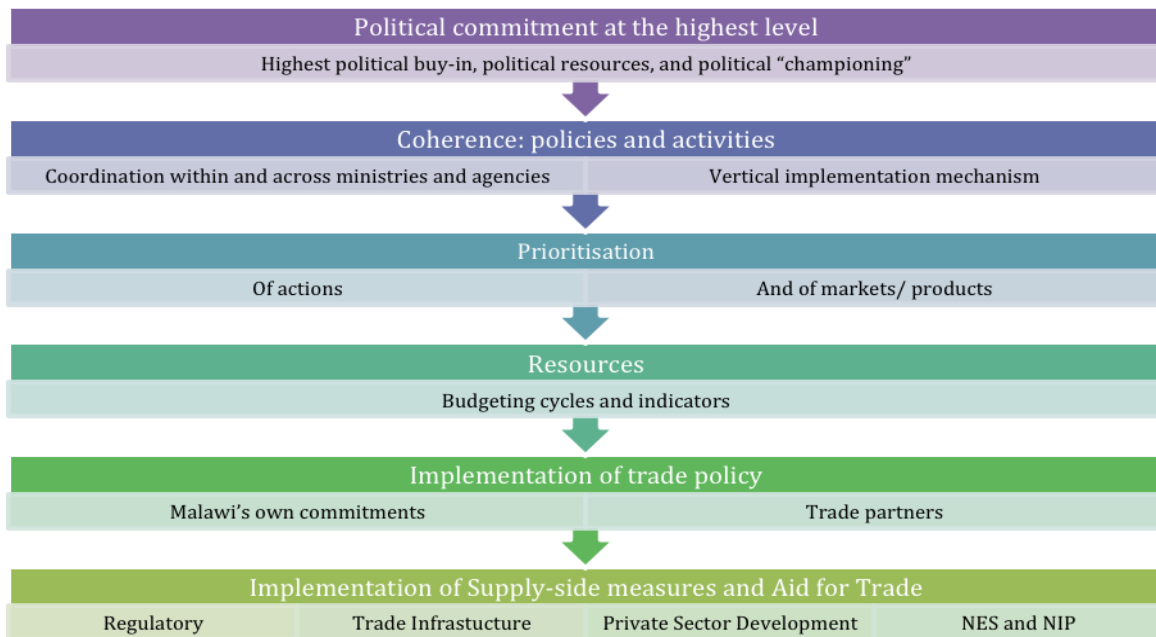 Political commitment at the highest level
Highest political buy-in, political resources, and political “championing”
Coherence: policies and activities
Coordination within and across ministries and agencies
Vertical implementation mechanism
Prioritisation
Of actions
And of markets/ products
Resources
Budgeting cycles and indicators
Implementation of trade policy
Malawi’s own commitments
Trade partners
Implementation of Supply-side measures and Aid for Trade
Regulatory
Trade Infrastucture
Private Sector Development
NES and NIP